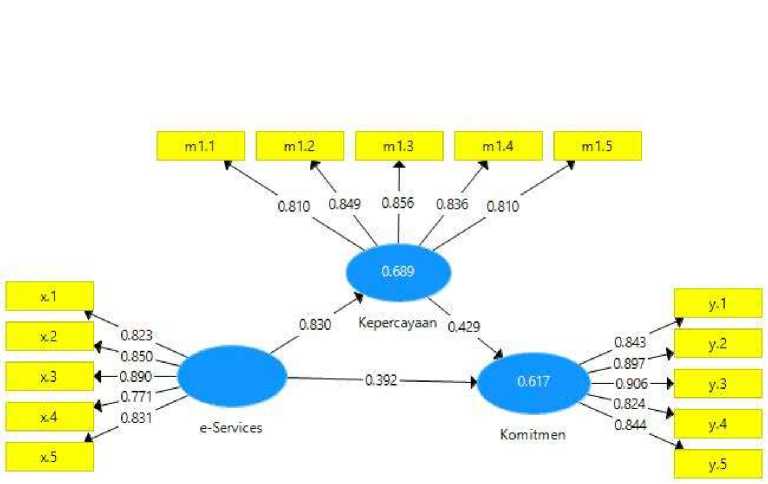 m1.1 m1.2 m1.3 m1.4 m1.5
0.810 0.849 0.856 0.836 0.810
0.689
Kepercayaan
x.1
x.2
x.3
x.4
x.5
0.823
0.850
0.890
0.771
0.831
e-Services
0.830
0.429
0.392
0.617
Komitmen
0.843
0.897
0.906
0.824
0.844
y.1
y.2
y.3
y.4
y.5